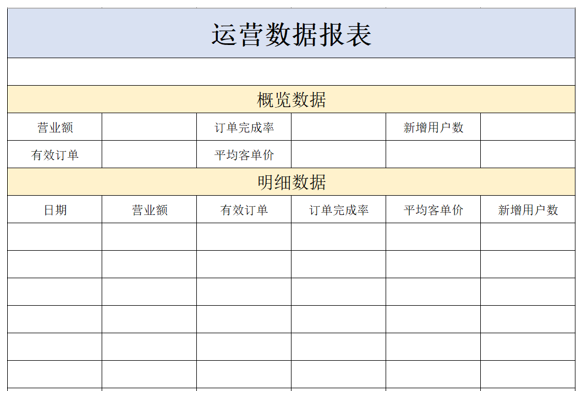 运营数据报表
概览数据
营业额 订单完成率 新增用户数
有效订单 平均客单价
明细数据
日期 营业额 有效订单 订单完成率 平均客单价 新增用户数